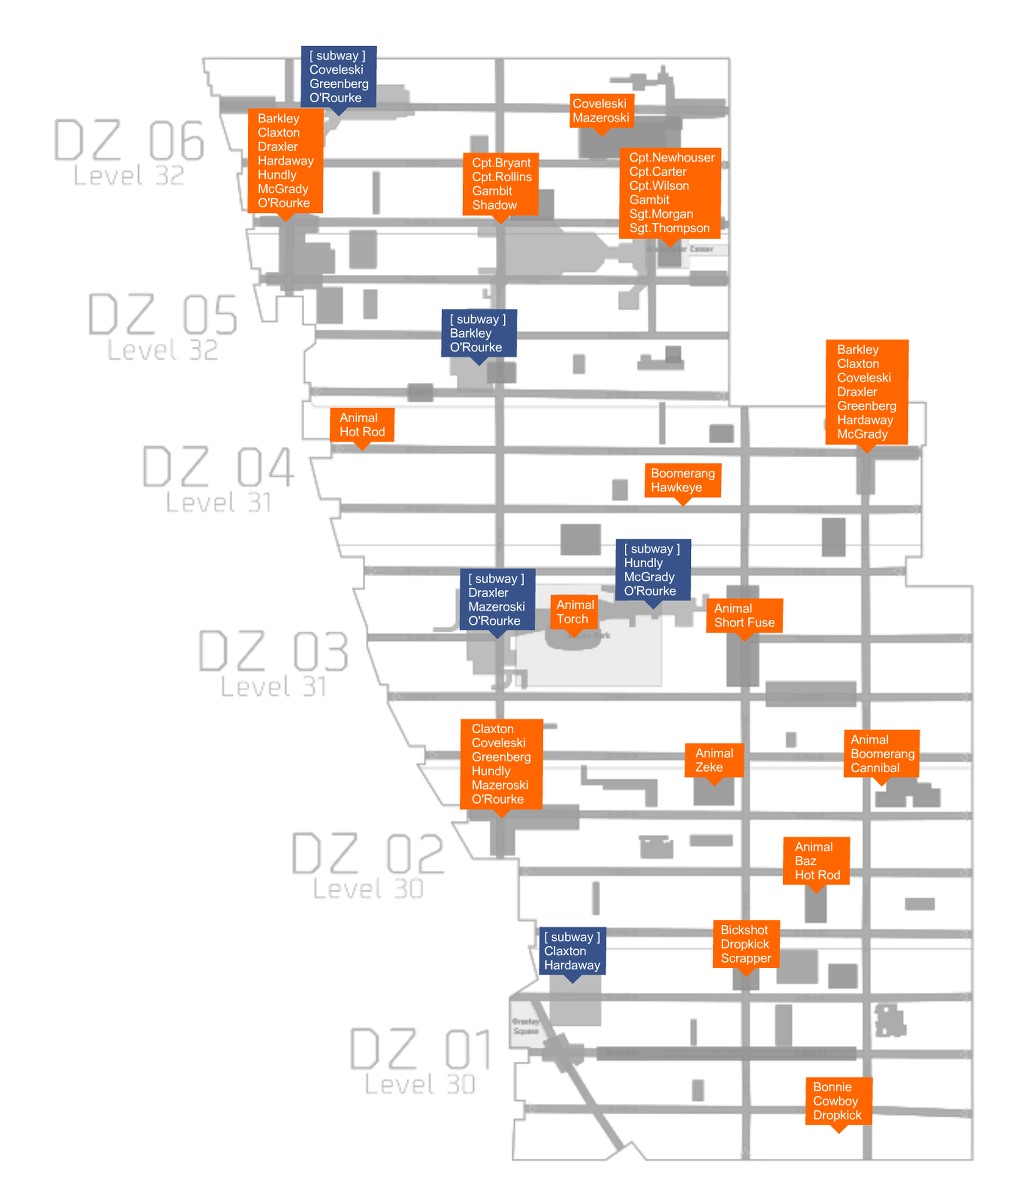 [ subway ]
Coveleski
Greenberg
O'Rourke
DZ 06
Level 32
Barkley
Claxton
Draxler
Hardaway
Hundly
McGrady
O'Rourke
Coveleski
Mazeroski
Cpt.Bryant
Cpt.Rollins
Gambit
Shadow
Cpt.Newhouser
Cpt.Carter
Cpt.Wilson
Gambit
Sgt.Morgan
Sgt.Thompson
Center
DZ 05
Level 32
[ subway ]
Barkley
O'Rourke
Barkley
Claxton
Coveleski
Draxler
Greenberg
Hardaway
McGrady
Animal
Hot Rod
DZ 04
Level 31
Boomerang
Hawkeye
[ subway ]
Hundly
McGrady
O'Rourke
[ subway ]
Draxler
Mazeroski
O'Rourke
Animal
Torch
Park
Animal
Short Fuse
DZ 03
Level 31
Claxton
Coveleski
Greenberg
Hundly
Mazeroski
O'Rourke
Animal
Zeke
Animal
Boomerang
Cannibal
DZ 02
Level 30
Animal
Baz
Hot Rod
[ subway ]
Claxton
Hardaway
Bickshot
Dropkick
Scrapper
Greeley
Square
DZ 01
Level 30
Bonnie
Cowboy
Dropkick